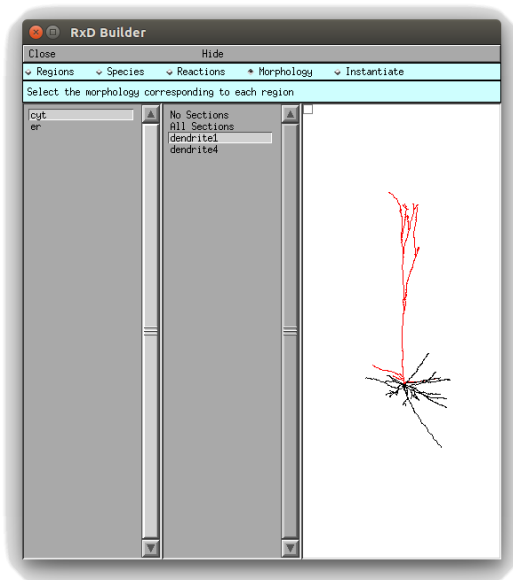 RxD Builder
Close Hide
Regions Species Reactions Morphology Instantiate
Select the morphology corresponding to each region
cyt
er
No Sections
All Sections
dendrite1
dendrite4